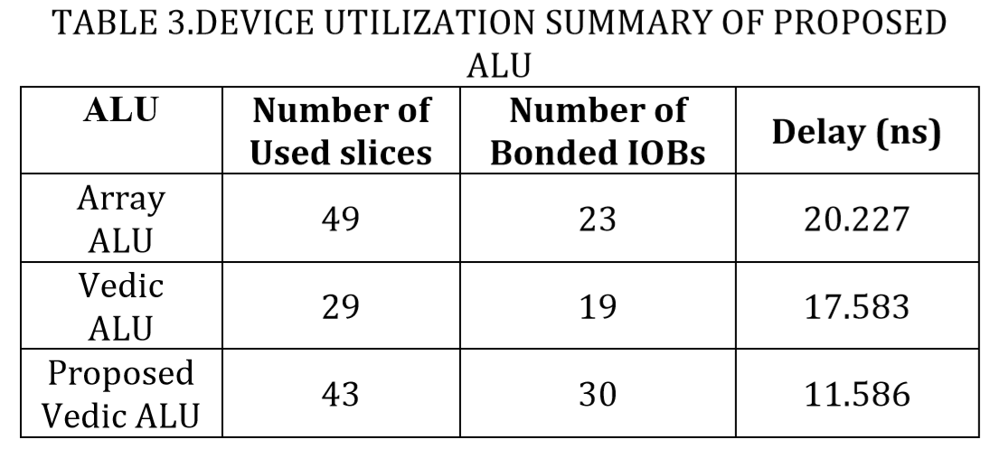 TABLE 3.DEVICE UTILIZATION SUMMARY OF PROPOSED
ALU
ALU
Number of
Used slices
Number of
Bonded IOBs
Delay (ns)
Array
ALU
49
23
20.227
Vedic
ALU
29
19
17.583
Proposed
Vedic ALU
43
30
11.586